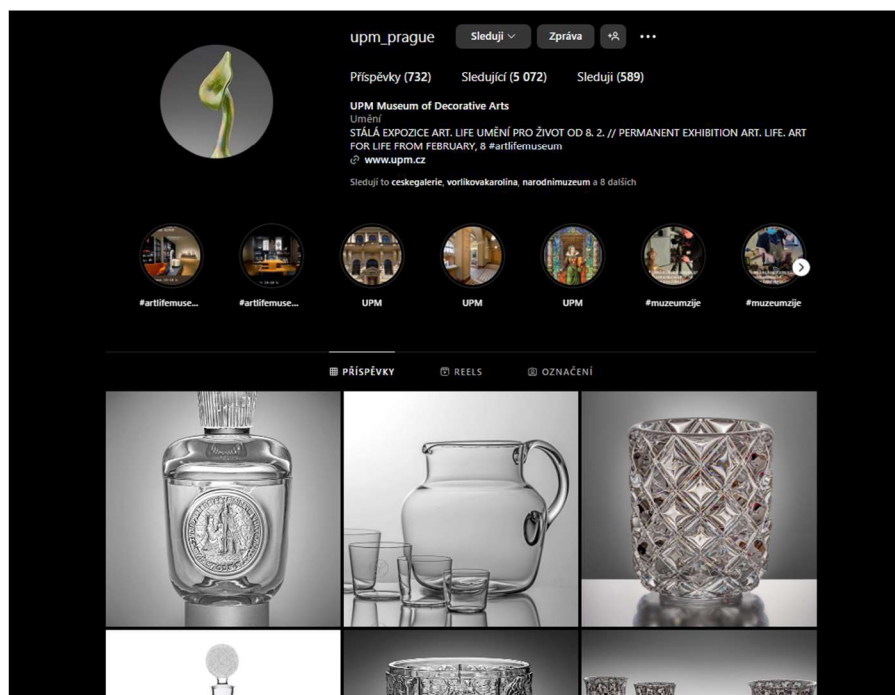 upm_prague Sleduji Zpráva
Příspěvky (732) Sledující (5 072) Sleduji (589)
UPM Museum of Decorative Arts
Umění
STÁLÁ EXPOZICE ART. LIFE UMĚNÍ PRO ŽIVOT OD 8. 2. // PERMANENT EXHIBITION ART. LIFE. ART
FOR LIFE FROM FEBRUARY, 8 #artlifemuseum
www.upm.cz
Sledují to ceskegalerie, vorlikovakarolina, narodnimuzeum a 8 dalších
#artlifemuse... #artlifemuse... UPM UPM UPM #muzeumzije #muzeumzije
PŘÍSPĚVKY REELS OZNAČENÍ